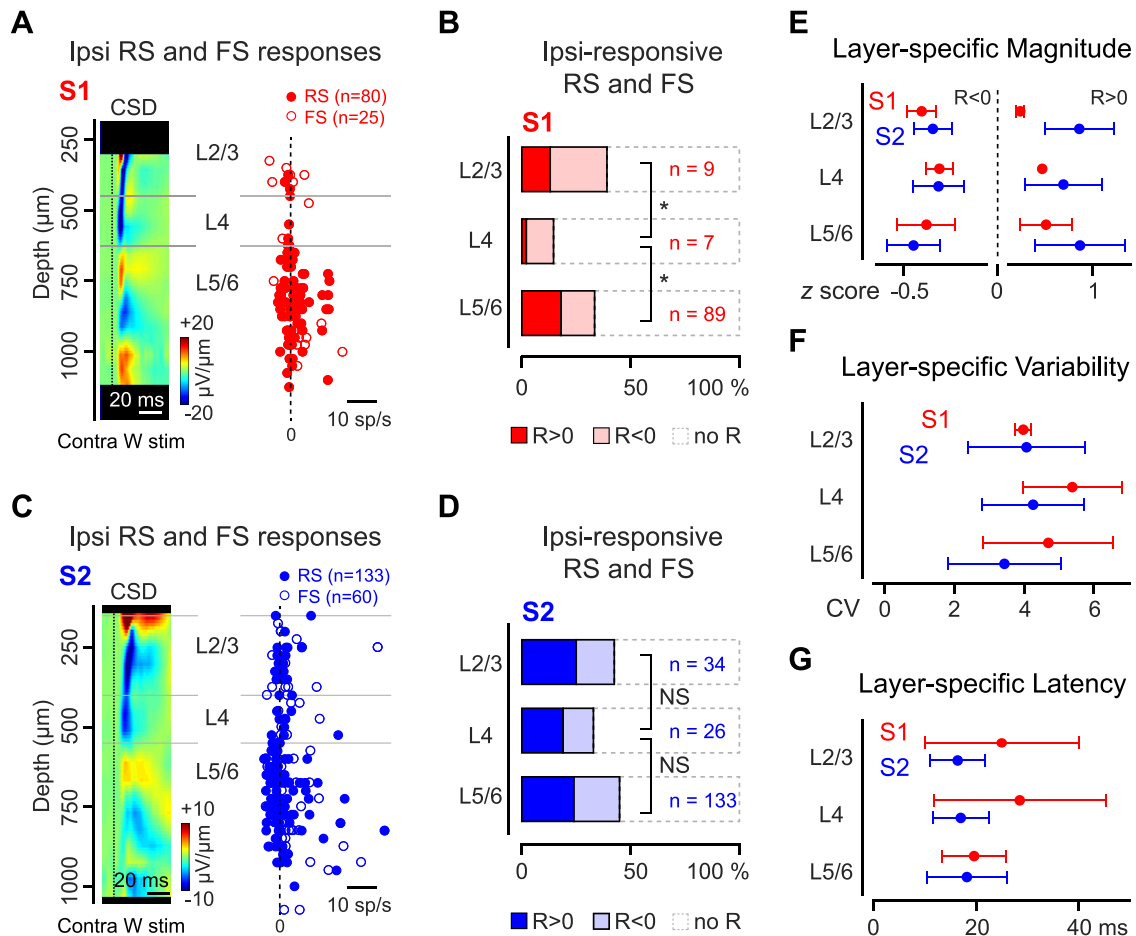 A
Ipsi RS and FS responses
S1
CSD
RS (n=80)
FS (n=25)
250
500
750
1000
Depth (µm)
L2/3
L4
L5/6
+20
µV/µm
-20
20 ms
10 sp/s
0
Contra W stim
B
Ipsi-responsive
RS and FS
S1
L2/3
n = 9
*
L4
n = 7
*
L5/6
n = 89
0
50
100 %
R>0
R<0
no R
C
Ipsi RS and FS responses
S2
CSD
RS (n=133)
FS (n=60)
250
500
750
1000
Depth (µm)
L2/3
L4
L5/6
+10
µV/µm
-10
20 ms
10 sp/s
0
Contra W stim
D
Ipsi-responsive
RS and FS
S2
L2/3
n = 34
NS
L4
n = 26
NS
L5/6
n = 133
0
50
100 %
R>0
R<0
no R
E
Layer-specific Magnitude
S1
R<0
R>0
L2/3
S2
L4
L5/6
z score
-0.5
0
1
F
Layer-specific Variability
S1
L2/3
S2
L4
L5/6
CV
0
2
4
6
G
Layer-specific Latency
S1
L2/3
S2
L4
L5/6
0
20
40 ms